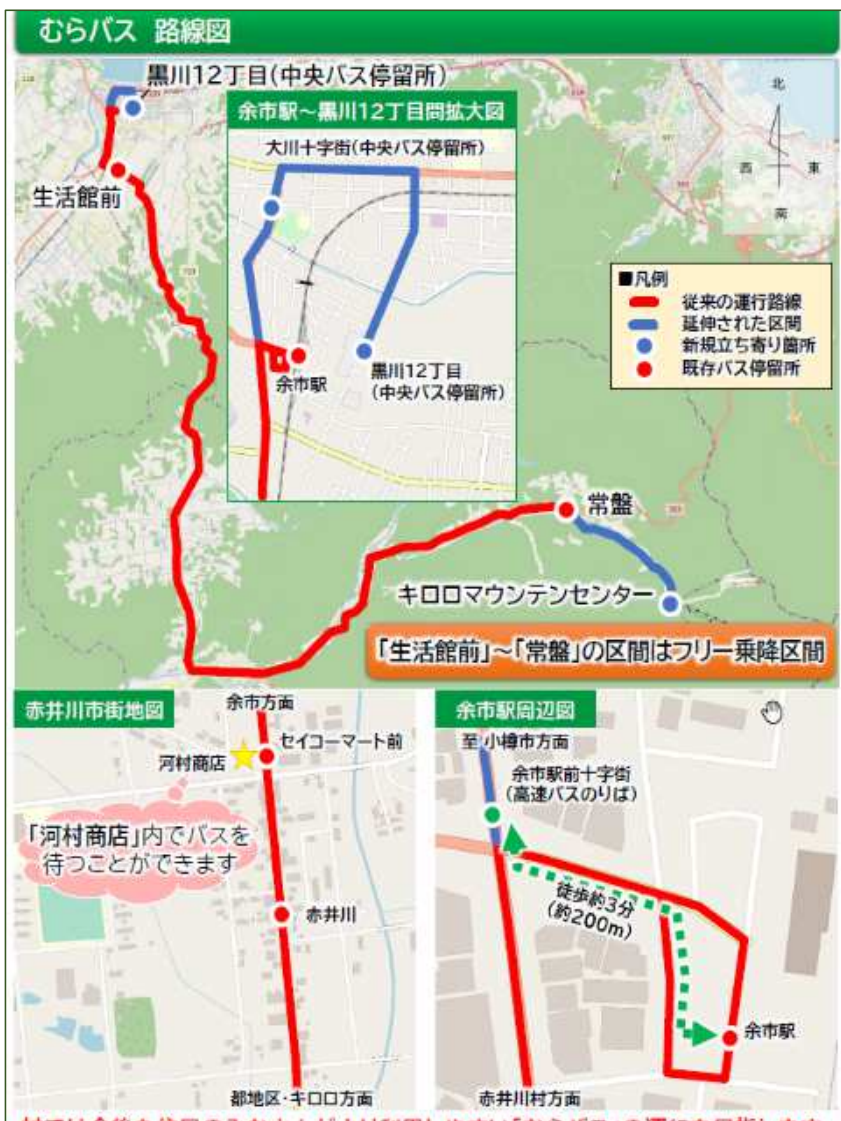 むらバス 路線図
黒川12丁目(中央バス停留所)
生活館前
余市駅～黒川12丁目間拡大図
大川十字街(中央バス停留所)
余市駅
黒川12丁目
(中央バス停留所)
北
西
東
南
■凡例
従来の運行路線
延伸された区間
新規立ち寄り箇所
既存バス停留所
常盤
キロロマウンテンセンター
「生活館前」～「常盤」の区間はフリー乗降区間
赤井川市街地図
余市方面
セイコーマート前
河村商店
「河村商店」内でバスを
待つことができます
赤井川
都地区・キロロ方面
余市駅周辺図
至 小樽市方面
余市駅前十字街
(高速バスのりば)
徒歩約3分
(約200m)
余市駅
赤井川村方面